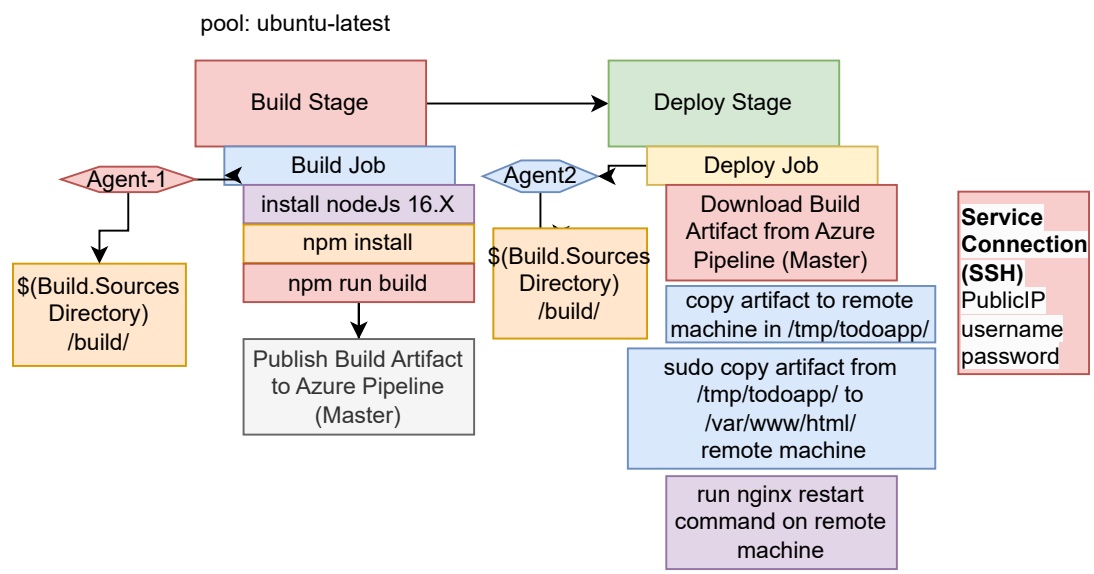 pool: ubuntu-latest
Build Stage
Deploy Stage
Build Job
Deploy Job
Agent-1
Agent2
install nodeJs 16.X
npm install
npm run build
$(Build.Sources
Directory)
/build/
Publish Build Artifact
to Azure Pipeline
(Master)
$(Build.Sources
Directory)
/build/
Download Build
Artifact from Azure
Pipeline (Master)
copy artifact to remote
machine in /tmp/todoapp/
sudo copy artifact from
/tmp/todoapp/ to
/var/www/html/
remote machine
run nginx restart
command on remote
machine
Service
Connection
(SSH)
PublicIP
username
password